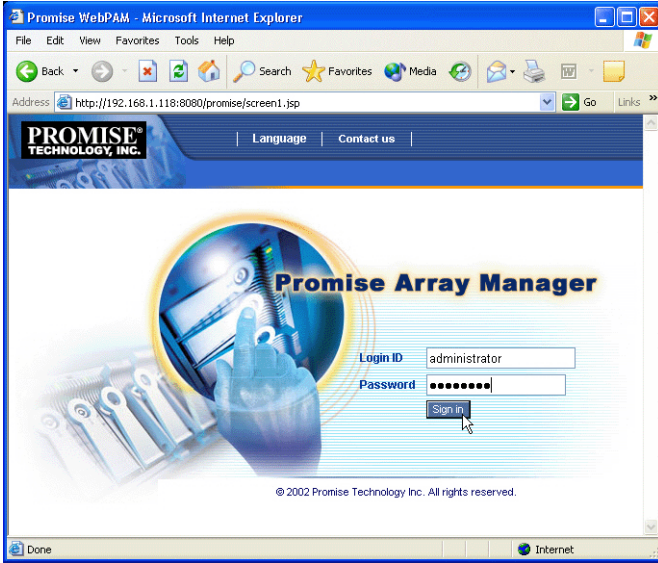 Promise WebPAM - Microsoft Internet Explorer
File Edit View Favorites Tools Help
Back Search Favorites Media W
Address http://192.168.1.118:8080/promise/screen1.jsp Go Links »
PROMISE®
TECHNOLOGY, INC.
| Language | Contact us |
Promise Array Manager
Login ID administrator
Password ●●●●●●●●
Sign in
© 2002 Promise Technology Inc. All rights reserved.
Done Internet